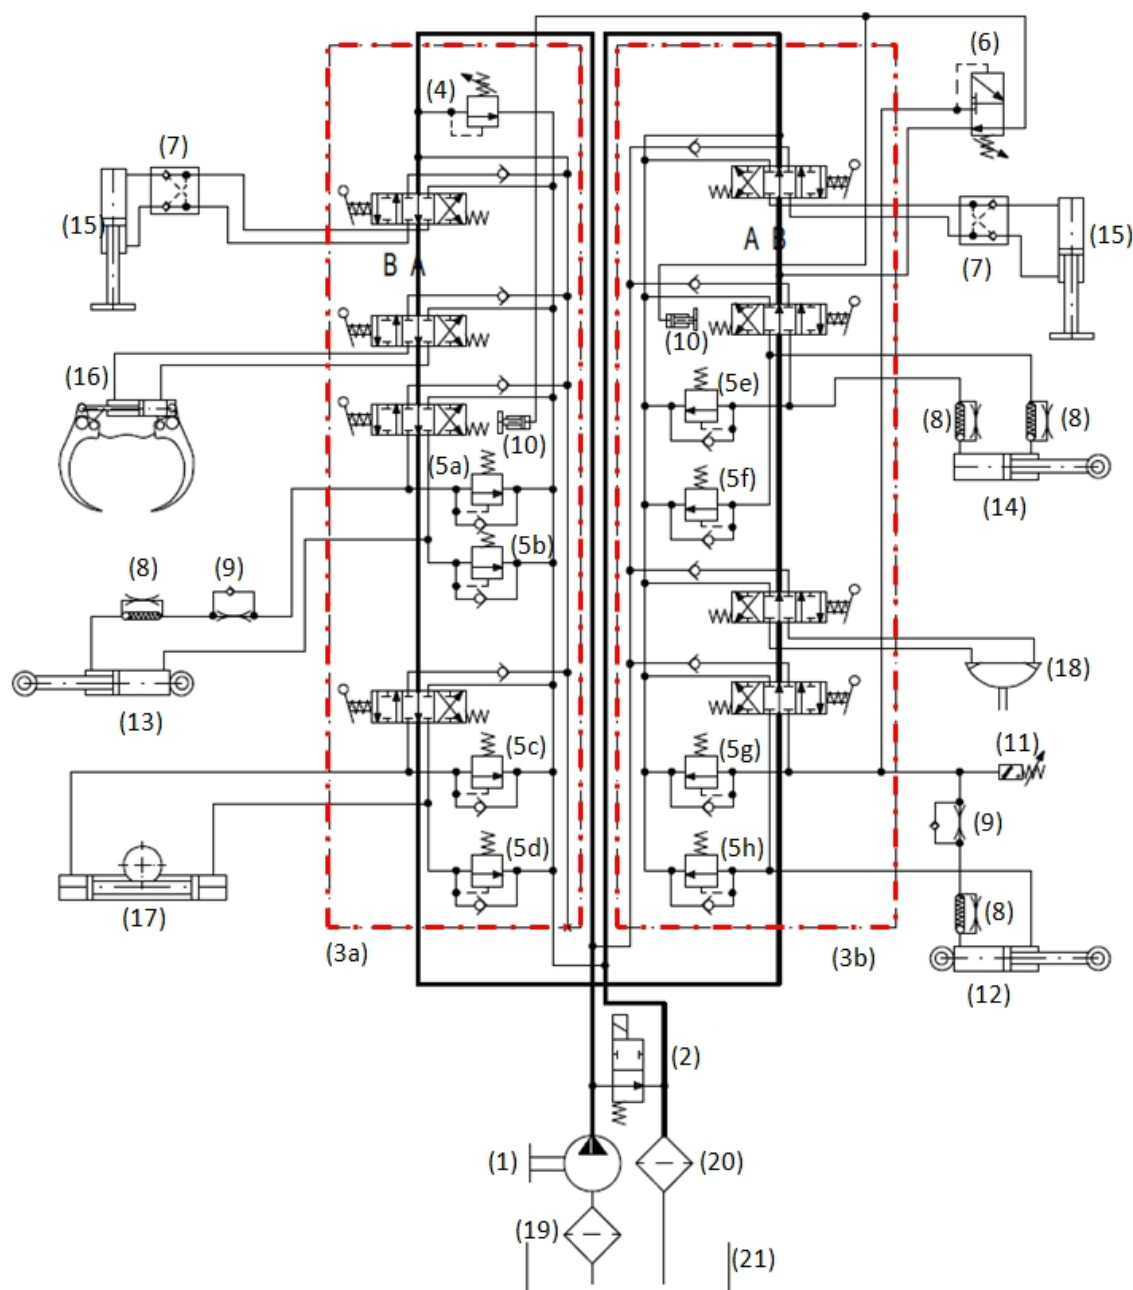 (6)
(4)
(7)
(15)
(15)
A B
B A
(7)
(10)
(16)
(5e)
(8)
(8)
(10)
(5a)
(5f)
(14)
(5b)
(8)
(9)
(18)
(13)
(5c)
(5g)
(11)
(9)
(5d)
(5h)
(17)
(8)
(3a)
(3b)
(12)
(2)
(1)
(20)
(19)
(21)